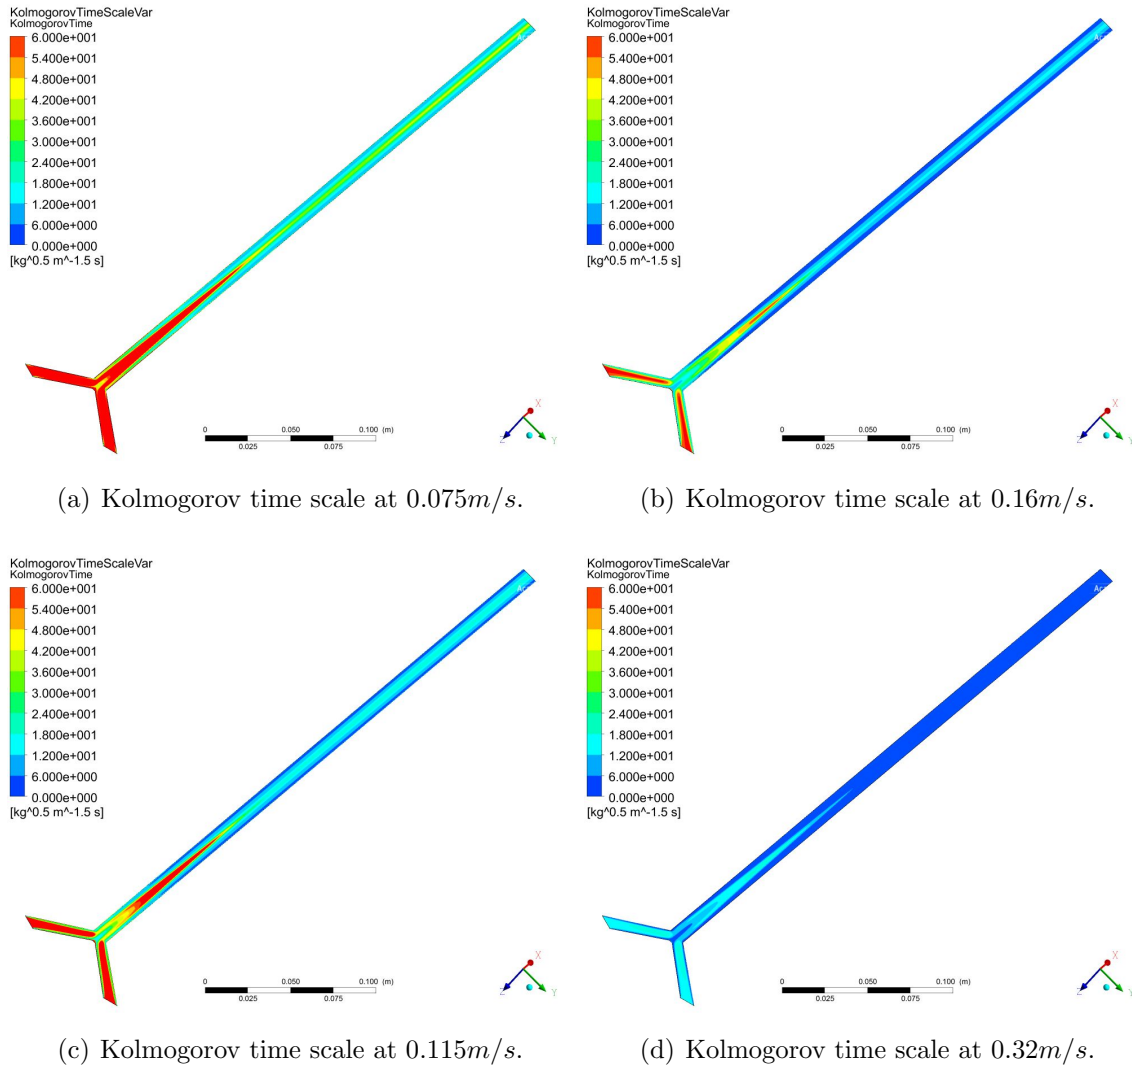 KolmogorovTimeScaleVar
KolmogorovTime
6.000e+001
5.400e+001
4.800e+001
4.200e+001
3.600e+001
3.000e+001
2.400e+001
1.800e+001
1.200e+001
6.000e+000
0.000e+000
[kg^0.5 m^-1.5 s]
0 0.050 0.100 (m)
0.025 0.075
X
Z Y
(a) Kolmogorov time scale at 0.075m/s.
KolmogorovTimeScaleVar
KolmogorovTime
6.000e+001
5.400e+001
4.800e+001
4.200e+001
3.600e+001
3.000e+001
2.400e+001
1.800e+001
1.200e+001
6.000e+000
0.000e+000
[kg^0.5 m^-1.5 s]
0 0.050 0.100 (m)
0.025 0.075
X
Z Y
(b) Kolmogorov time scale at 0.16m/s.
KolmogorovTimeScaleVar
KolmogorovTime
6.000e+001
5.400e+001
4.800e+001
4.200e+001
3.600e+001
3.000e+001
2.400e+001
1.800e+001
1.200e+001
6.000e+000
0.000e+000
[kg^0.5 m^-1.5 s]
0 0.050 0.100 (m)
0.025 0.075
X
Z Y
(c) Kolmogorov time scale at 0.115m/s.
KolmogorovTimeScaleVar
KolmogorovTime
6.000e+001
5.400e+001
4.800e+001
4.200e+001
3.600e+001
3.000e+001
2.400e+001
1.800e+001
1.200e+001
6.000e+000
0.000e+000
[kg^0.5 m^-1.5 s]
0 0.050 0.100 (m)
0.025 0.075
X
Z Y
(d) Kolmogorov time scale at 0.32m/s.